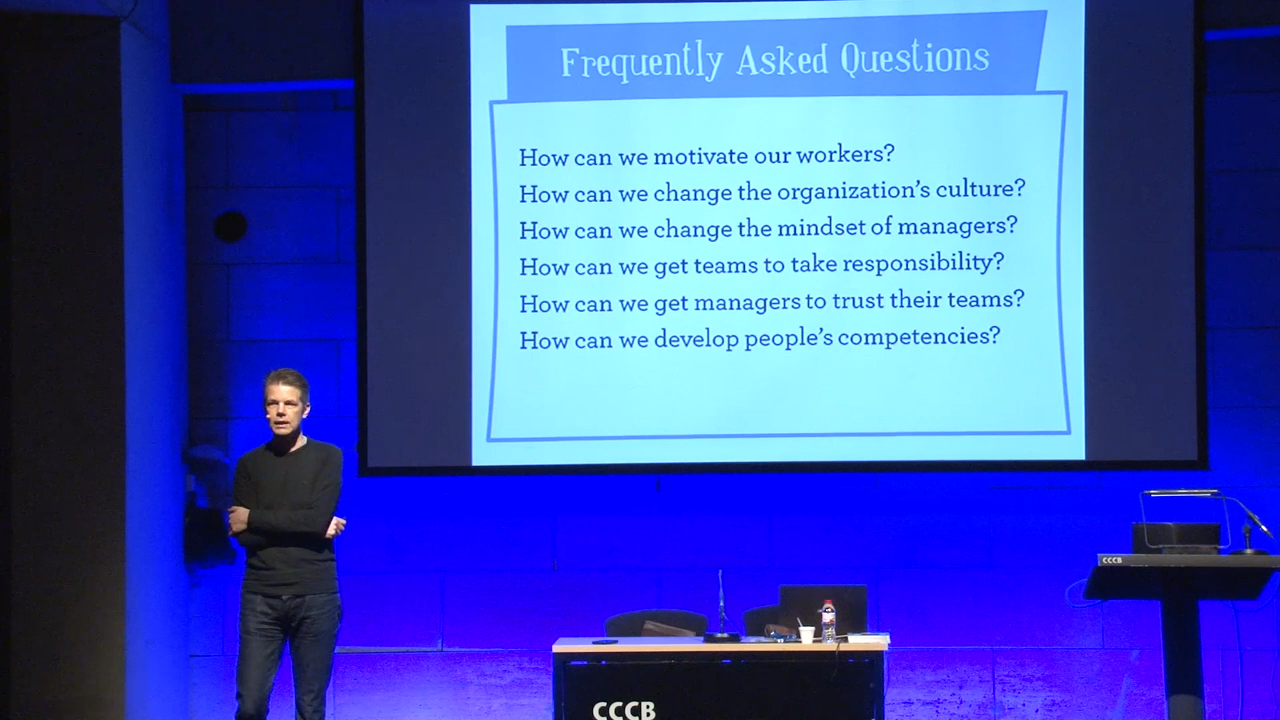 Frequently Asked Questions
How can we motivate our workers?
How can we change the organization's culture?
How can we change the mindset of managers?
How can we get teams to take responsibility?
How can we get managers to trust their teams?
How can we develop people's competencies?
CCCB
CCCB